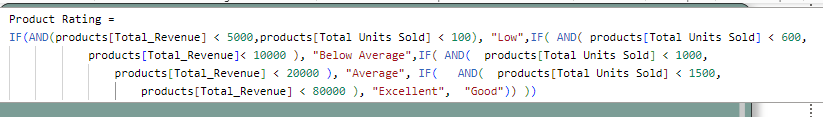 Product Rating =
IF(AND(products[Total_Revenue] < 5000,products[Total Units Sold] < 100), "Low",IF( AND( products[Total Units Sold] < 600,
products[Total_Revenue]< 10000 ), "Below Average",IF( AND( products[Total Units Sold] < 1000,
products[Total_Revenue] < 20000 ), "Average", IF( AND( products[Total Units Sold] < 1500,
products[Total_Revenue] < 80000 ), "Excellent", "Good")) ))